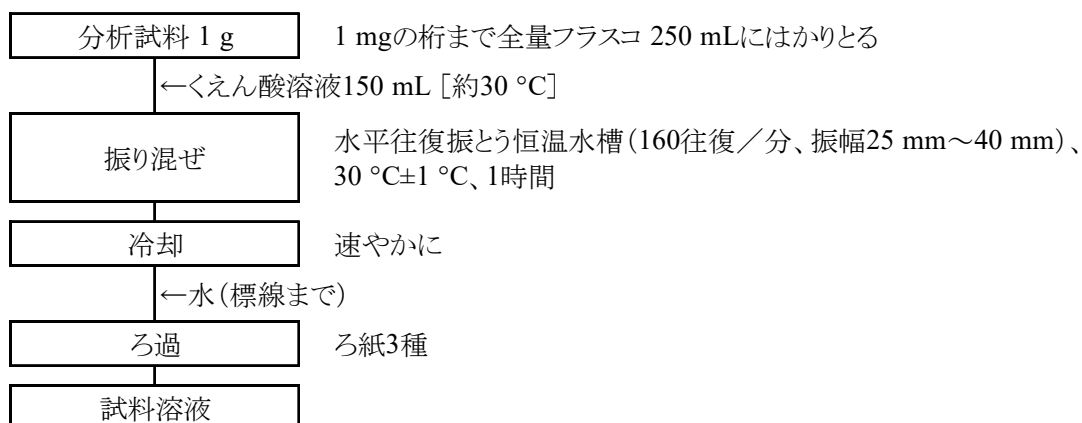 分析試料 1 g
1 mgの桁まで全量フラスコ 250 mLにはかりとる
←くえん酸溶液150 mL［約30 °C］
振り混ぜ
水平往復振とう恒温水槽（160往復／分、振幅25 mm～40 mm）、
30 °C±1 °C、1時間
冷却
速やかに
←水（標線まで）
ろ過
ろ紙3種
試料溶液